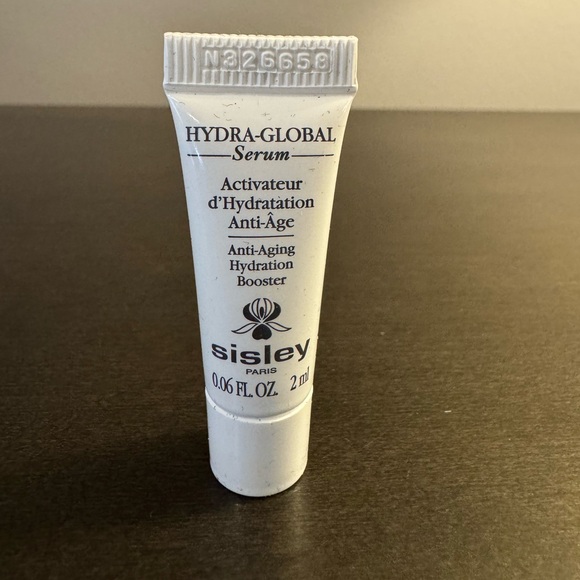 N326658
HYDRA-GLOBAL
Serum
Activateur
d'Hydratation
Anti-Âge
Anti-Aging
Hydration
Booster
sisley
PARIS
0.06 FL. OZ. 2 ml